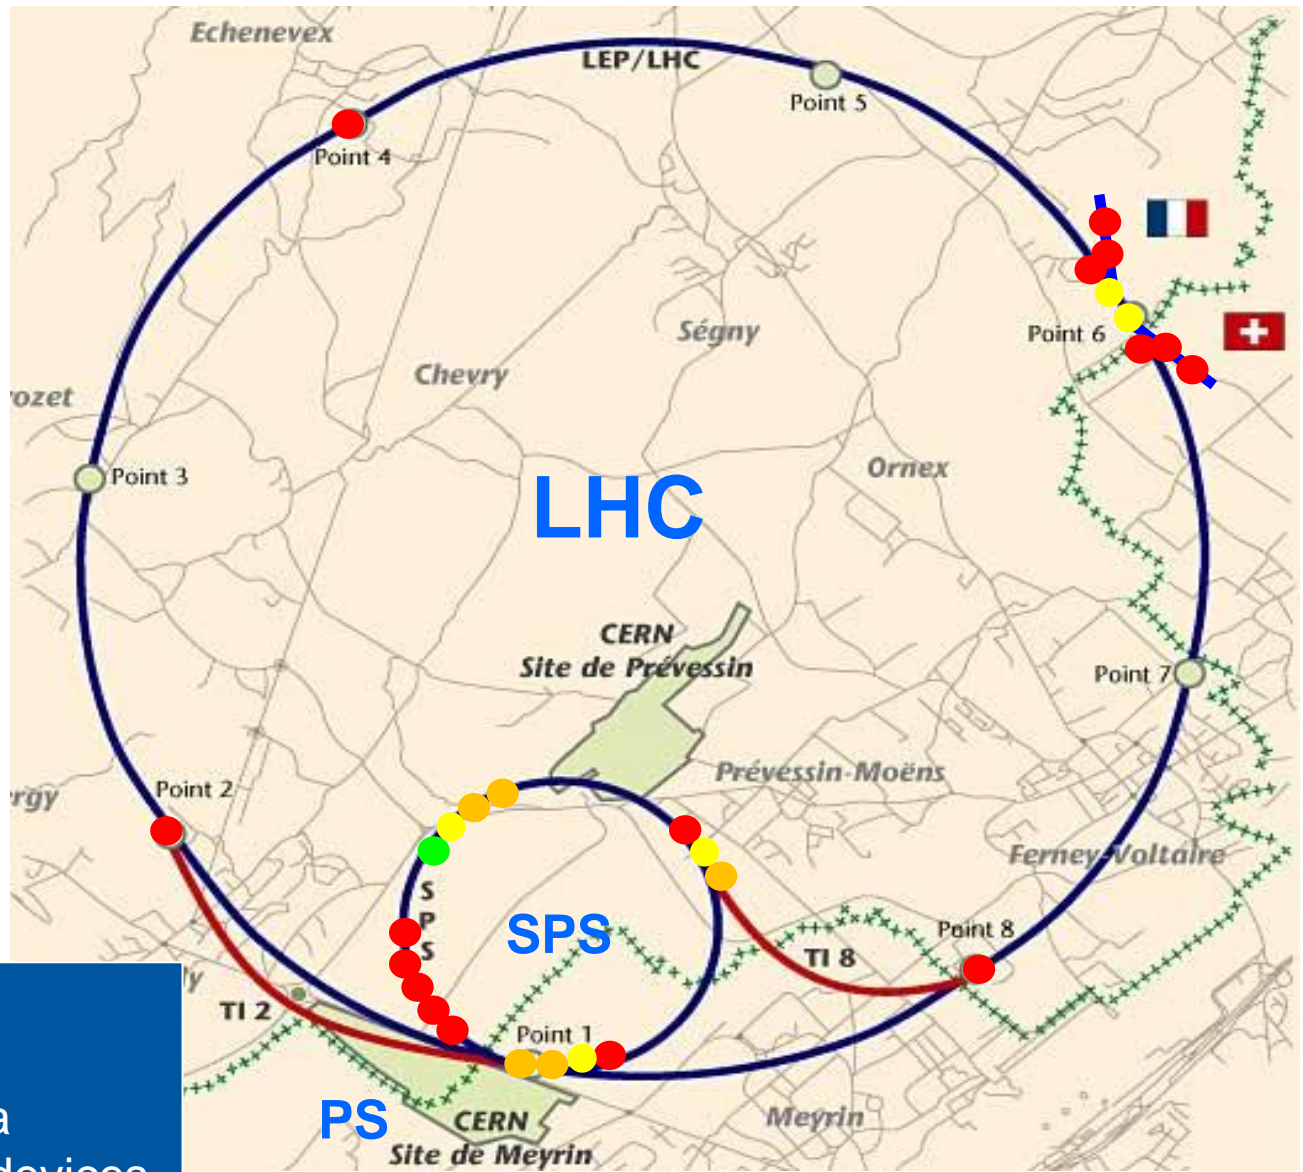 Echenevex
LEP/LHC
Point 5
Point 4
Point 6
Ségny
Chevry
Point 3
Ornex
LHC
CERN
Site de Prévessin
Point 7
Prévessin-Moëns
Point 2
Ferney-Voltaire
SPS
SPS
Point 8
TI 8
TI 2
Point 1
PS
CERN
Site de Meyrin
Meyrin
devices